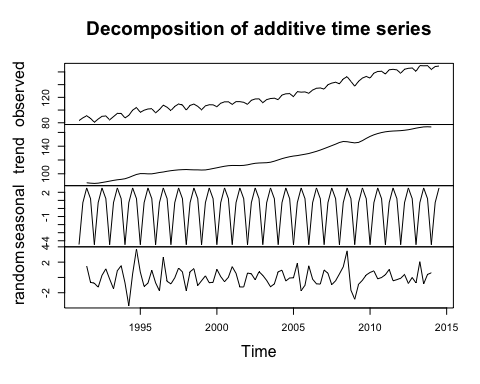 Decomposition of additive time series
observed
80 120
trend
100 140
seasonal
-4 -1 2
random
-2 2 4
1995 2000 2005 2010 2015
Time